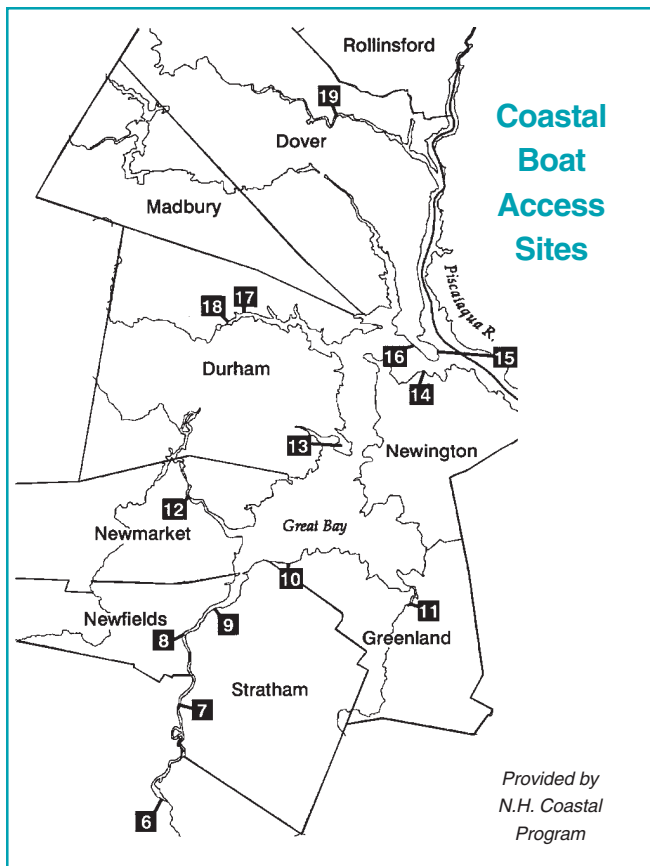 Rollinsford
19
Dover
Coastal
Boat
Access
Sites
Madbury
Piscataqua R.
17
18
16
15
Durham
14
13
Newington
12
Newmarket
Great Bay
10
11
Newfields
9
8
Greenland
Stratham
7
6
Provided by
N.H. Coastal
Program